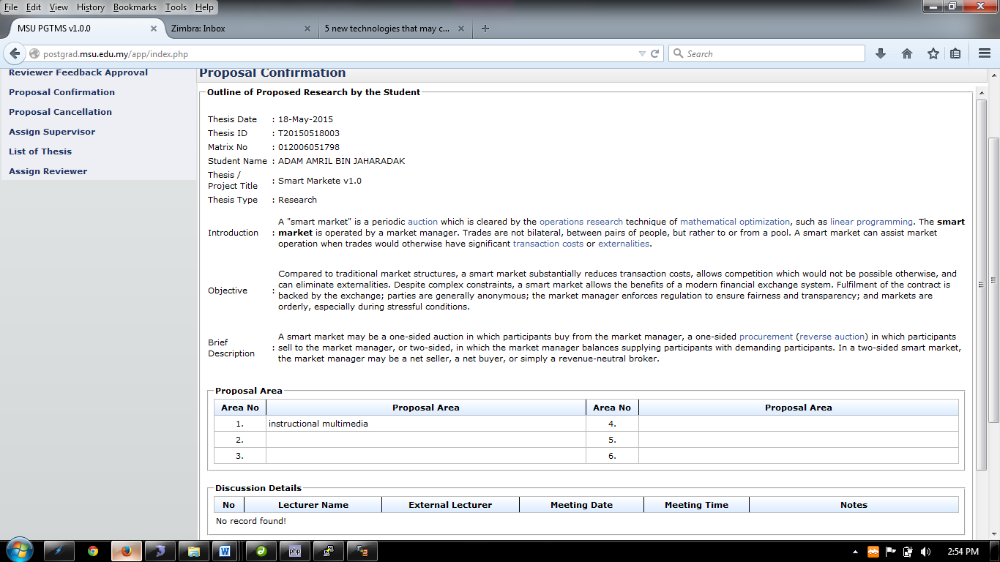 File Edit View History Bookmarks Tools Help
MSU PGTMS v1.0.0
Zimbra: Inbox
5 new technologies that may c...
postgrad.msu.edu.my/app/index.php
Search
Reviewer Feedback Approval
Proposal Confirmation
Proposal Cancellation
Assign Supervisor
List of Thesis
Assign Reviewer
Proposal Confirmation
Outline of Proposed Research by the Student
Thesis Date : 18-May-2015
Thesis ID : T20150518003
Matrix No : 012006051798
Student Name : ADAM AMRIL BIN JAHARADAK
Thesis /
Project Title : Smart Markete v1.0
Thesis Type : Research
Introduction :
A "smart market" is a periodic auction which is cleared by the operations research technique of mathematical optimization, such as linear programming. The smart
market is operated by a market manager. Trades are not bilateral, between pairs of people, but rather to or from a pool. A smart market can assist market
operation when trades would otherwise have significant transaction costs or externalities.
Objective :
Compared to traditional market structures, a smart market substantially reduces transaction costs, allows competition which would not be possible otherwise, and
can eliminate externalities. Despite complex constraints, a smart market allows the benefits of a modern financial exchange system. Fulfilment of the contract is
backed by the exchange; parties are generally anonymous; the market manager enforces regulation to ensure fairness and transparency; and markets are
orderly, especially during stressful conditions.
Brief
Description :
A smart market may be a one-sided auction in which participants buy from the market manager, a one-sided procurement (reverse auction) in which participants
sell to the market manager, or two-sided, in which the market manager balances supplying participants with demanding participants. In a two-sided smart market,
the market manager may be a net seller, a net buyer, or simply a revenue-neutral broker.
Proposal Area
Area No Proposal Area Area No Proposal Area
1. instructional multimedia 4.
2. 5.
3. 6.
Discussion Details
No Lecturer Name External Lecturer Meeting Date Meeting Time Notes
No record found!
php
2:54 PM